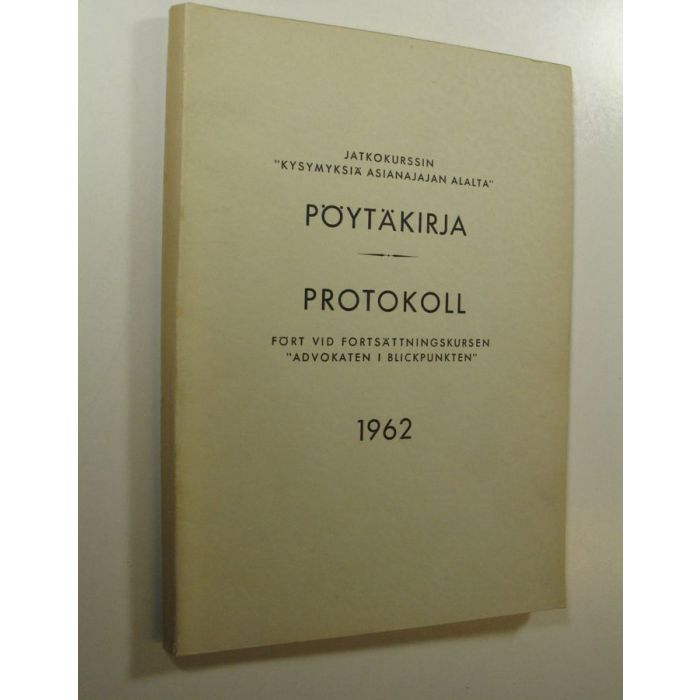 JATKOKURSSIN
"KYSYMYKSIÄ ASIANAJAJAN ALALTA"
PÖYTÄKIRJA
PROTOKOLL
FÖRT VID FORTSÄTTNINGSKURSEN
"ADVOKATEN I BLICKPUNKTEN"
1962